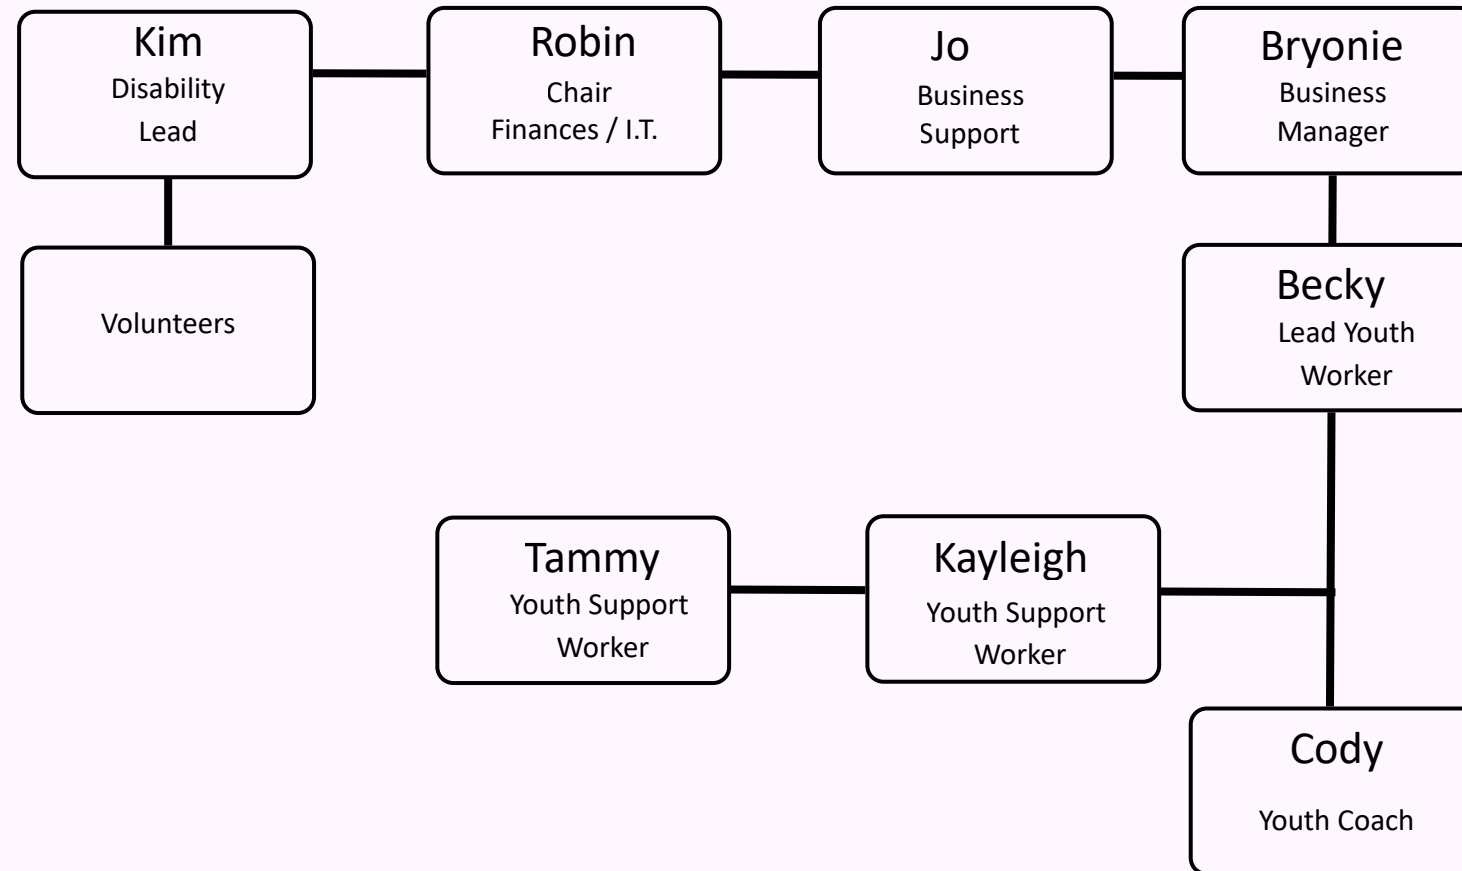 Kim
Disability
Lead
Robin
Chair
Finances / I.T.
Jo
Business
Support
Bryonie
Business
Manager
Volunteers
Becky
Lead Youth
Worker
Tammy
Youth Support
Worker
Kayleigh
Youth Support
Worker
Cody
Youth Coach